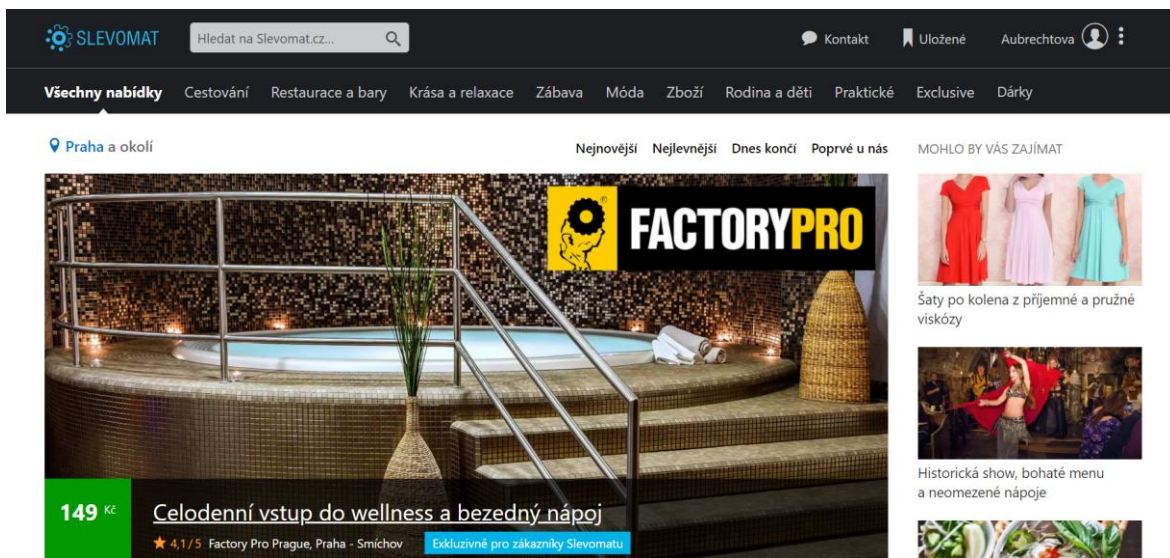 SLEVOMAT
Hledat na Slevomat.cz...
Kontakt
Uložené
Aubrechtova
Všechny nabídky Cestování Restaurace a bary Krása a relaxace Zábava Móda Zboží Rodina a děti Praktické Exclusive Dárky
Praha a okolí
Nejnovější Nejlevnější Dnes končí Poprvé u nás
MOHLO BY VÁS ZAJÍMAT
FACTORYPRO
®
Šaty po kolena z příjemné a pružné
viskózy
Historická show, bohaté menu
a neomezené nápoje
149 Kč
Celodenní vstup do wellness a bezedný nápoj
4,1/5 Factory Pro Prague, Praha - Smíchov
Exkluzivně pro zákazníky Slevomatu